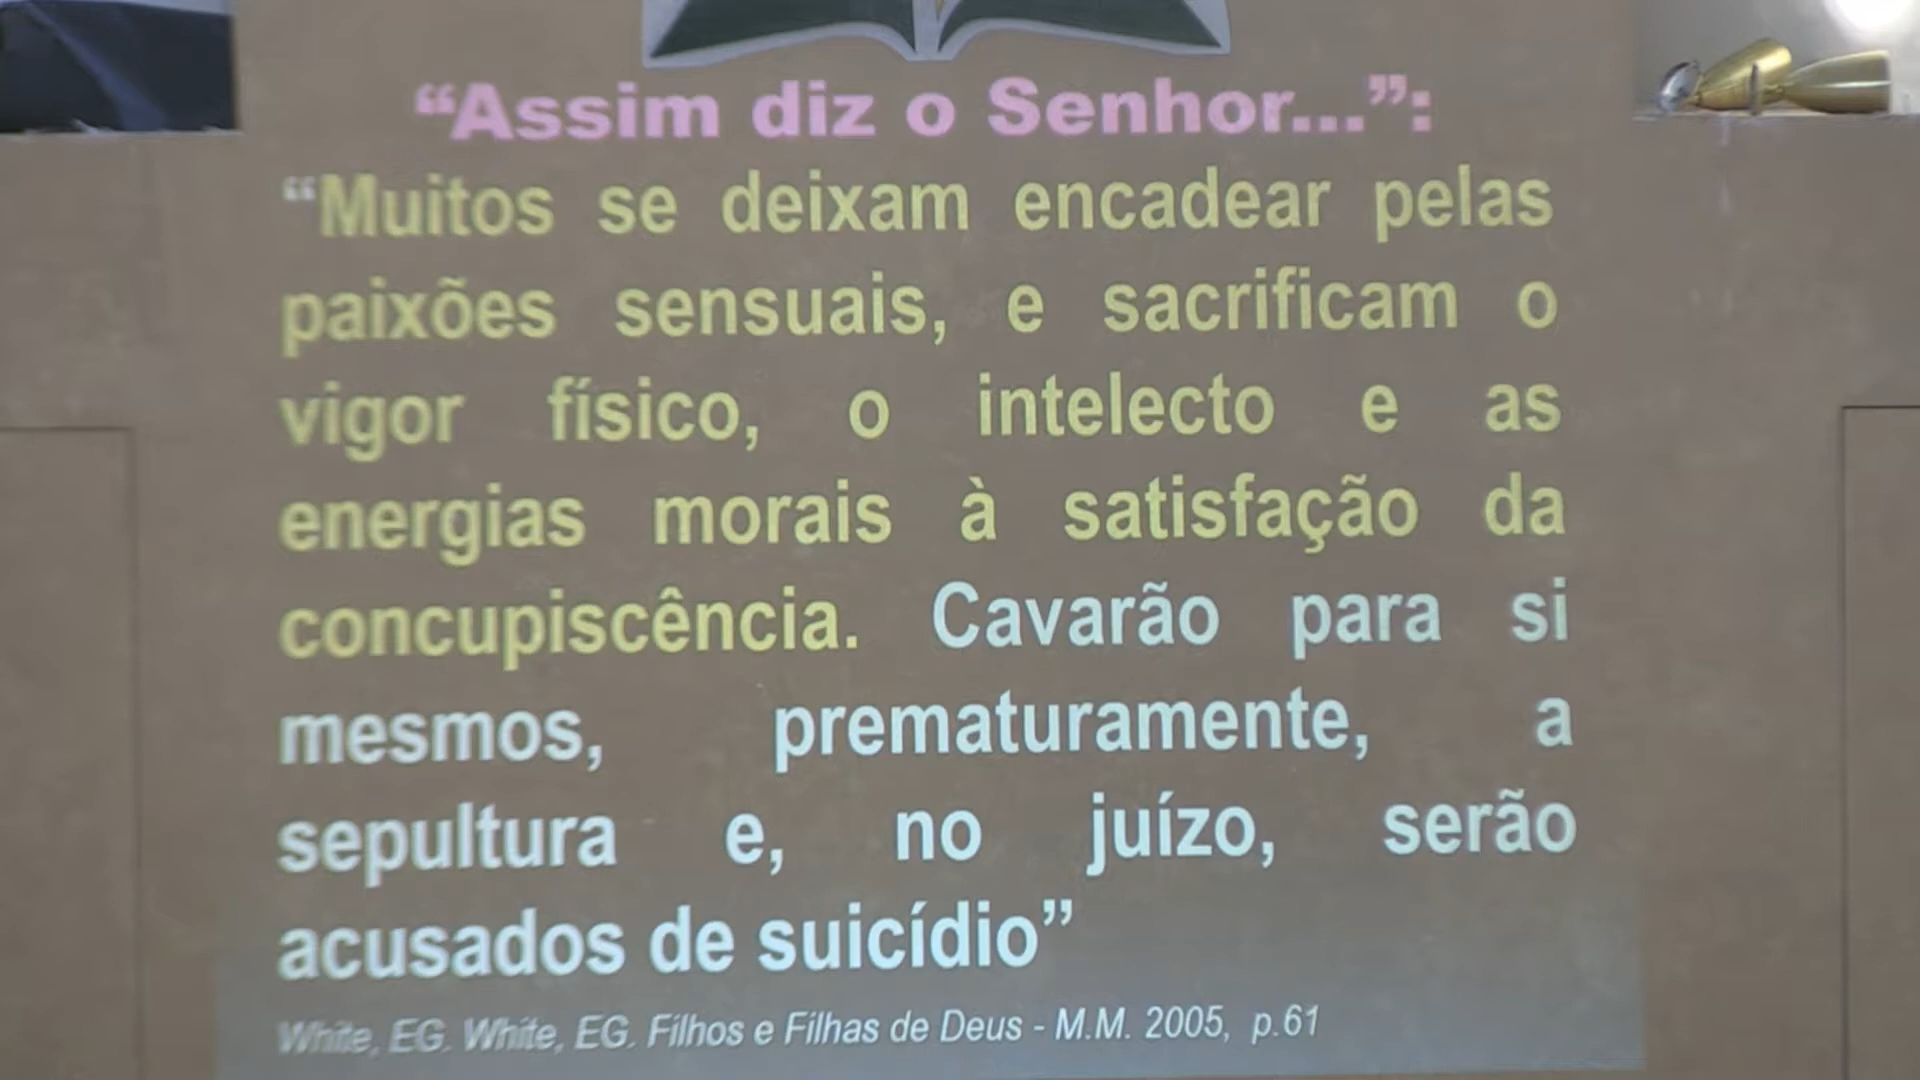 “Assim diz o Senhor...”:
“Muitos se deixam encadear pelas
paixões sensuais, e sacrificam o
vigor físico, o intelecto e as
energias morais à satisfação da
concupiscência. Cavarão para si
mesmos, prematuramente, a
sepultura e, no juízo, serão
acusados de suicídio”
White, EG. White, EG. Filhos e Filhas de Deus - M.M. 2005, p.61